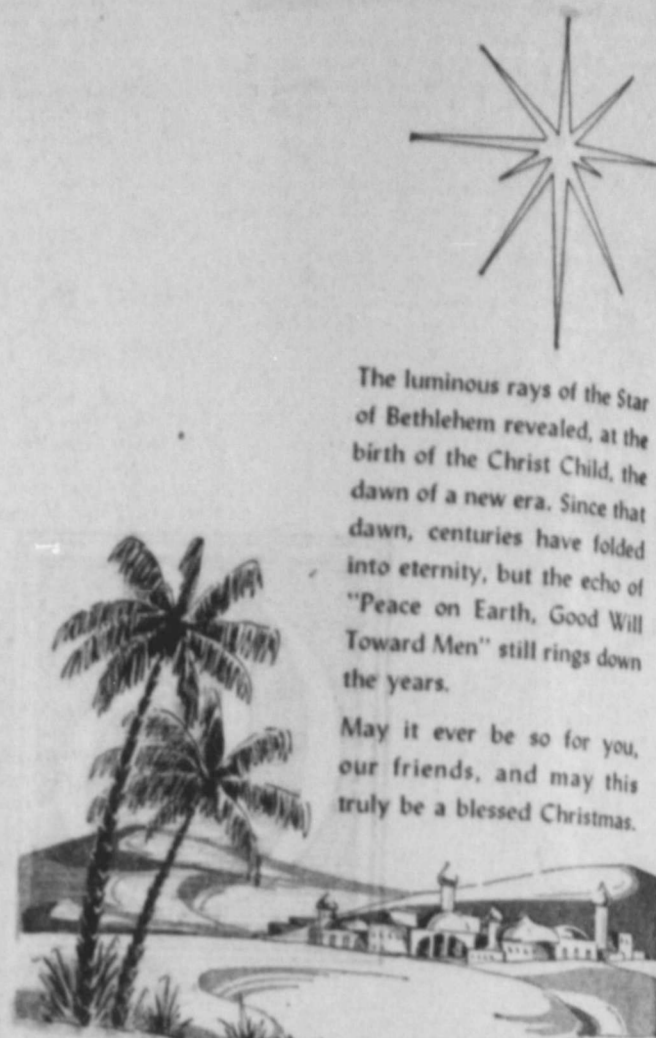 The luminous rays of the Star
of Bethlehem revealed, at the
birth of the Christ Child, the
dawn of a new era. Since that
dawn, centuries have folded
into eternity, but the echo of
"Peace on Earth, Good Will
Toward Men" still rings down
the years.
May it ever be so for you,
our friends, and may this
truly be a blessed Christmas.